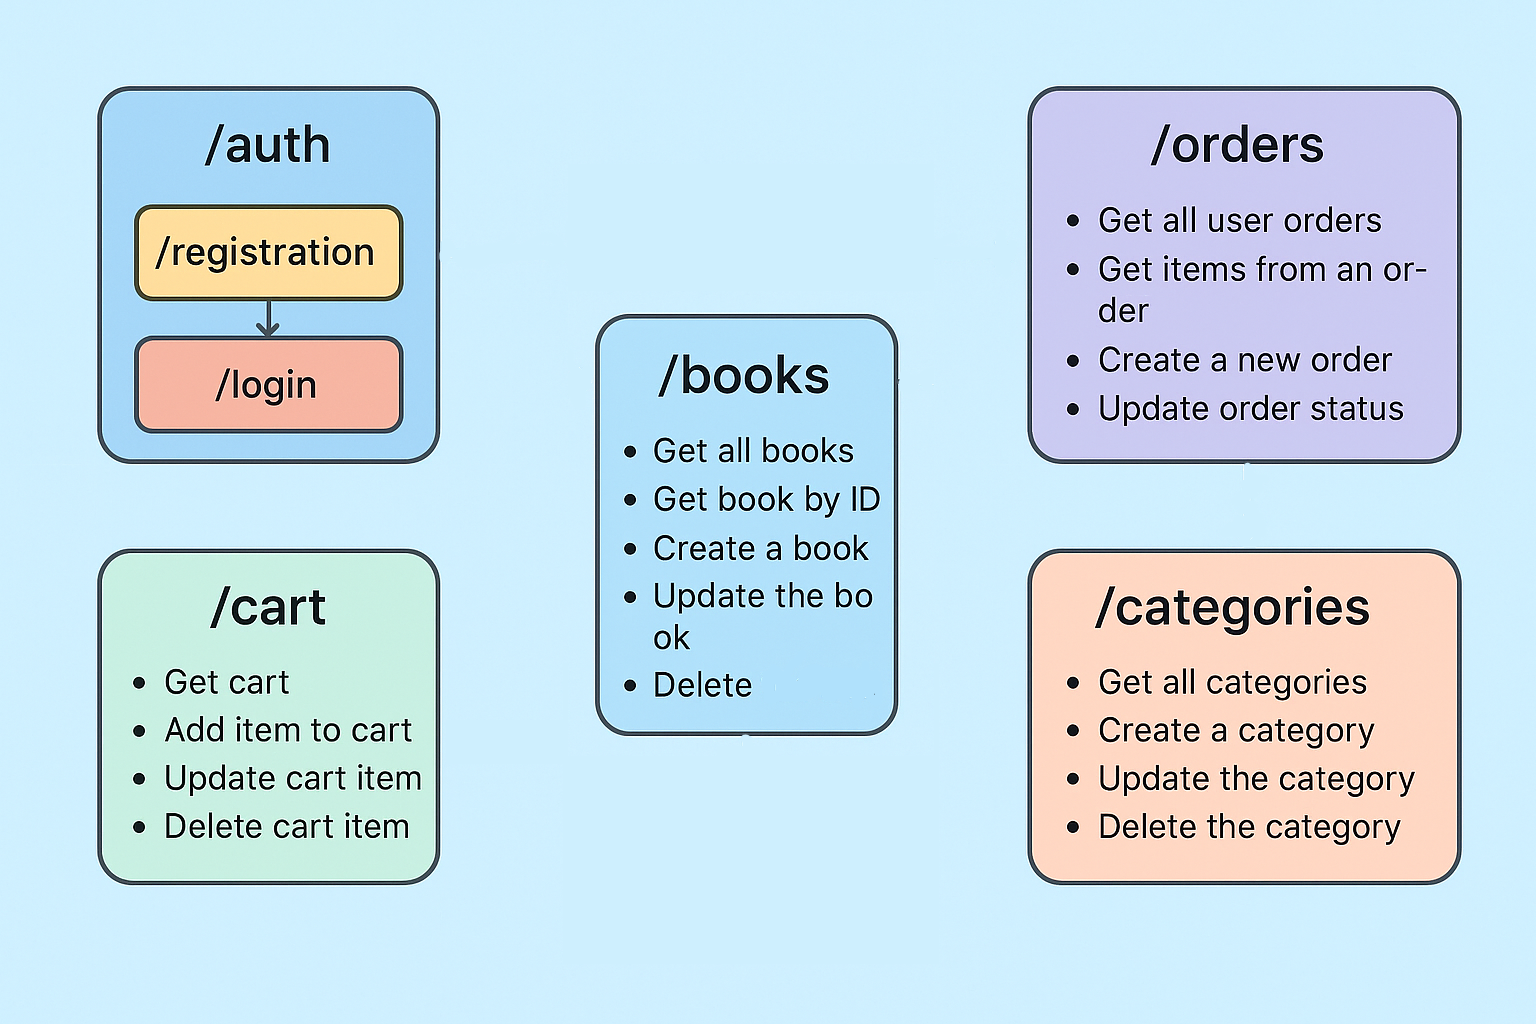 /auth
/registration
/login
/cart
• Get cart
• Add item to cart
• Update cart item
• Delete cart item
/books
• Get all books
• Get book by ID
• Create a book
• Update the bo
ok
• Delete
/orders
• Get all user orders
• Get items from an or-
der
• Create a new order
• Update order status
/categories
• Get all categories
• Create a category
• Update the category
• Delete the category